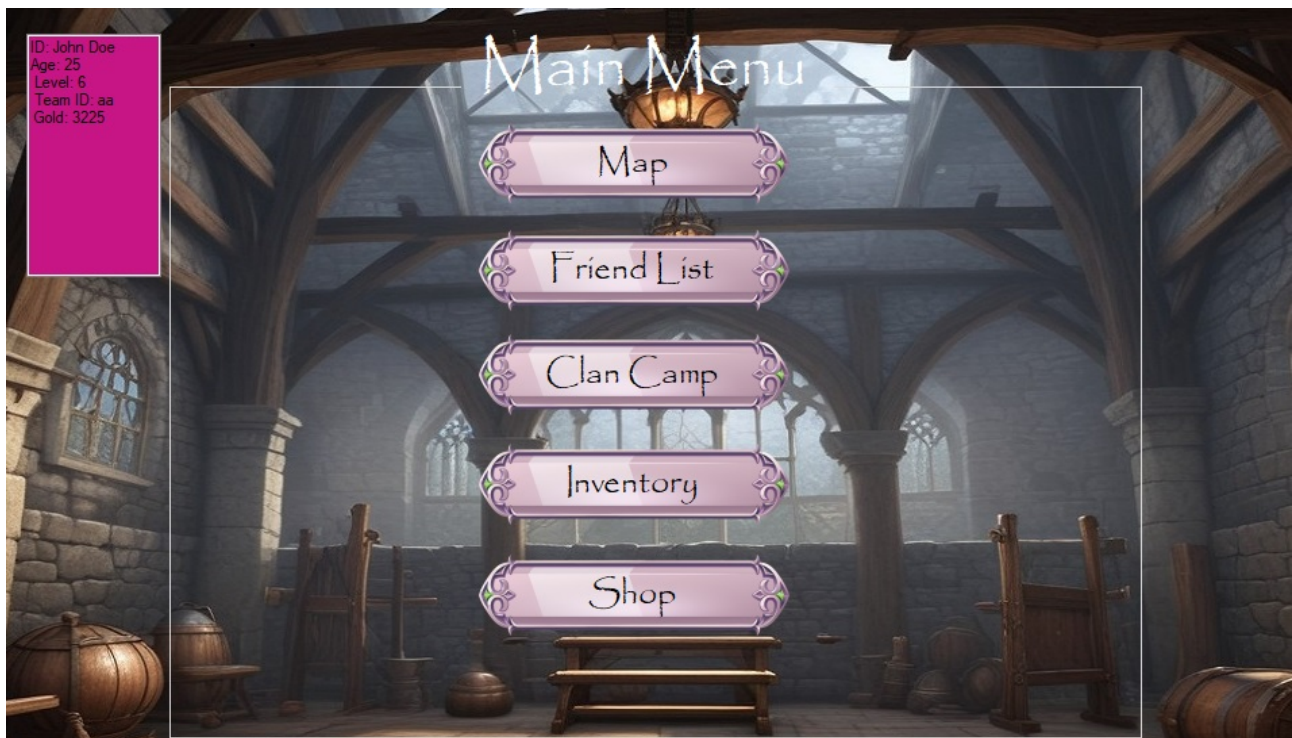 ID: John Doe
Age: 25
Level: 6
Team ID: aa
Gold: 3225
Main Menu
Map
Friend List
Clan Camp
Inventory
Shop